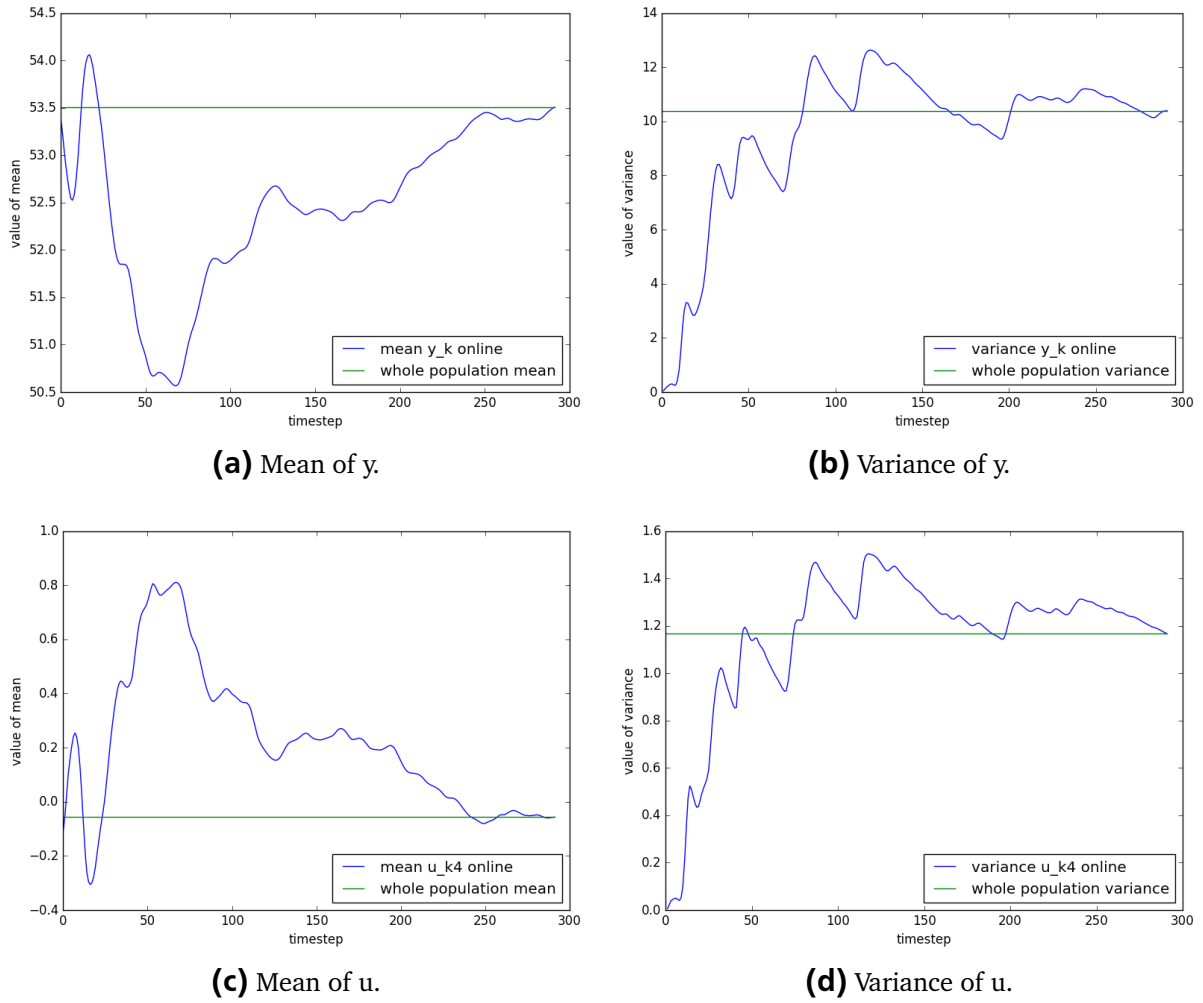 54.5
54.0
53.5
53.0
52.5
52.0
51.5
51.0
50.5
value of mean
0 50 100 150 200 250 300
timestep
mean y_k online
whole population mean
(a) Mean of y.
14
12
10
8
6
4
2
0
value of variance
0 50 100 150 200 250 300
timestep
variance y_k online
whole population variance
(b) Variance of y.
1.0
0.8
0.6
0.4
0.2
0.0
−0.2
−0.4
value of mean
0 50 100 150 200 250 300
timestep
mean u_k4 online
whole population mean
(c) Mean of u.
1.6
1.4
1.2
1.0
0.8
0.6
0.4
0.2
0.0
value of variance
0 50 100 150 200 250 300
timestep
variance u_k4 online
whole population variance
(d) Variance of u.